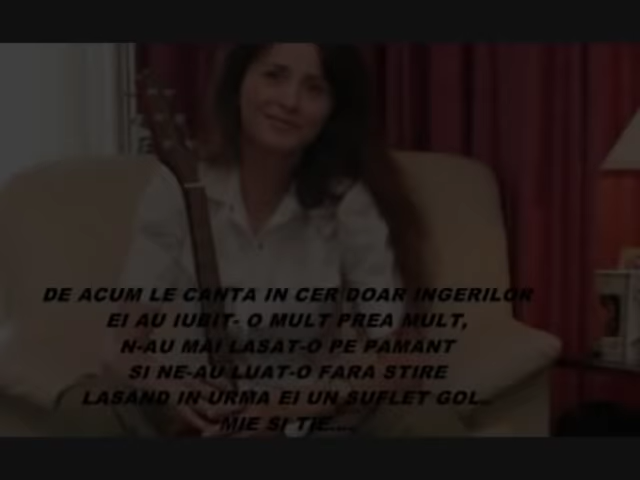 DE ACUM LE CANTA IN CER DOAR INGERILOR
EI AU IUBIT- O MULT PREA MULT,
N-AU MAI LASAT-O PE PAMANT
SI NE-AU LUAT-O FARA STIRE
LASAND IN URMA EI UN SUFLET GOL..
MIE SI TIE....